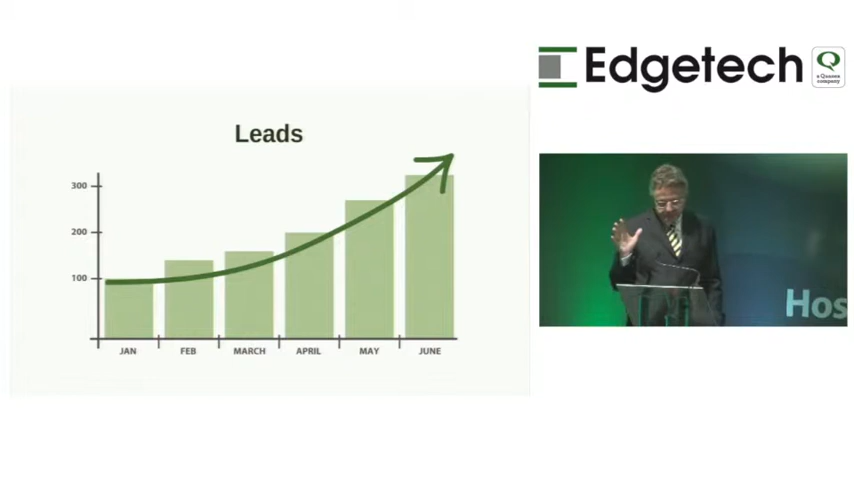 Edgetech
Q
a Quanex
company
Leads
300
200
100
JAN FEB MARCH APRIL MAY JUNE
Hos